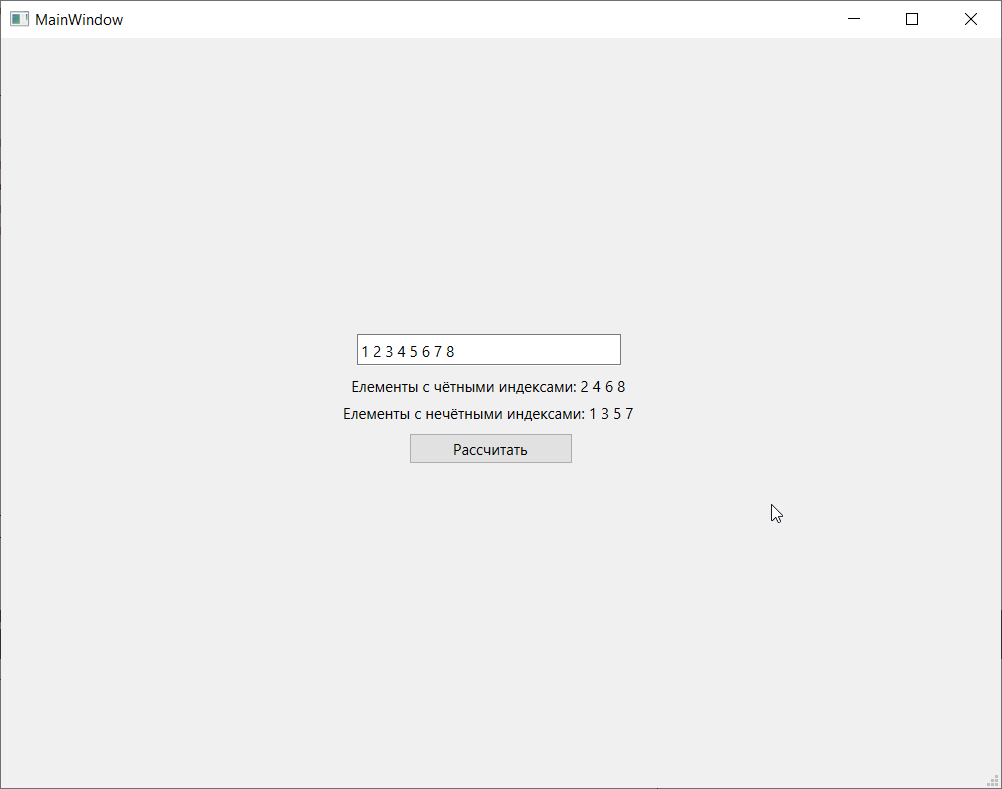 MainWindow
1 2 3 4 5 6 7 8
Елементы с чётными индексами: 2 4 6 8
Елементы с нечётными индексами: 1 3 5 7
Рассчитать